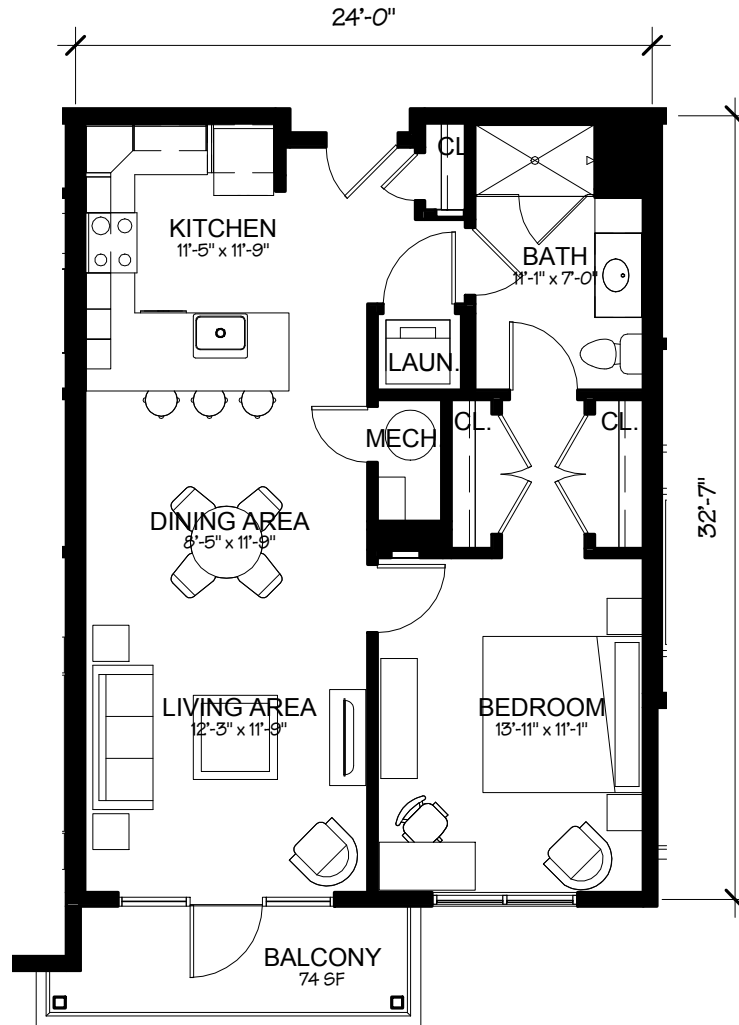 24'-0"
CL
KITCHEN
11'-5" x 11'-9"
BATH
11'-1" x 7'-0"
LAUN.
CL.
CL.
MECH
32'-7"
DINING AREA
8'-5" x 11'-9"
LIVING AREA
12'-3" x 11'-9"
BEDROOM
13'-11" x 11'-1"
BALCONY
74 SF